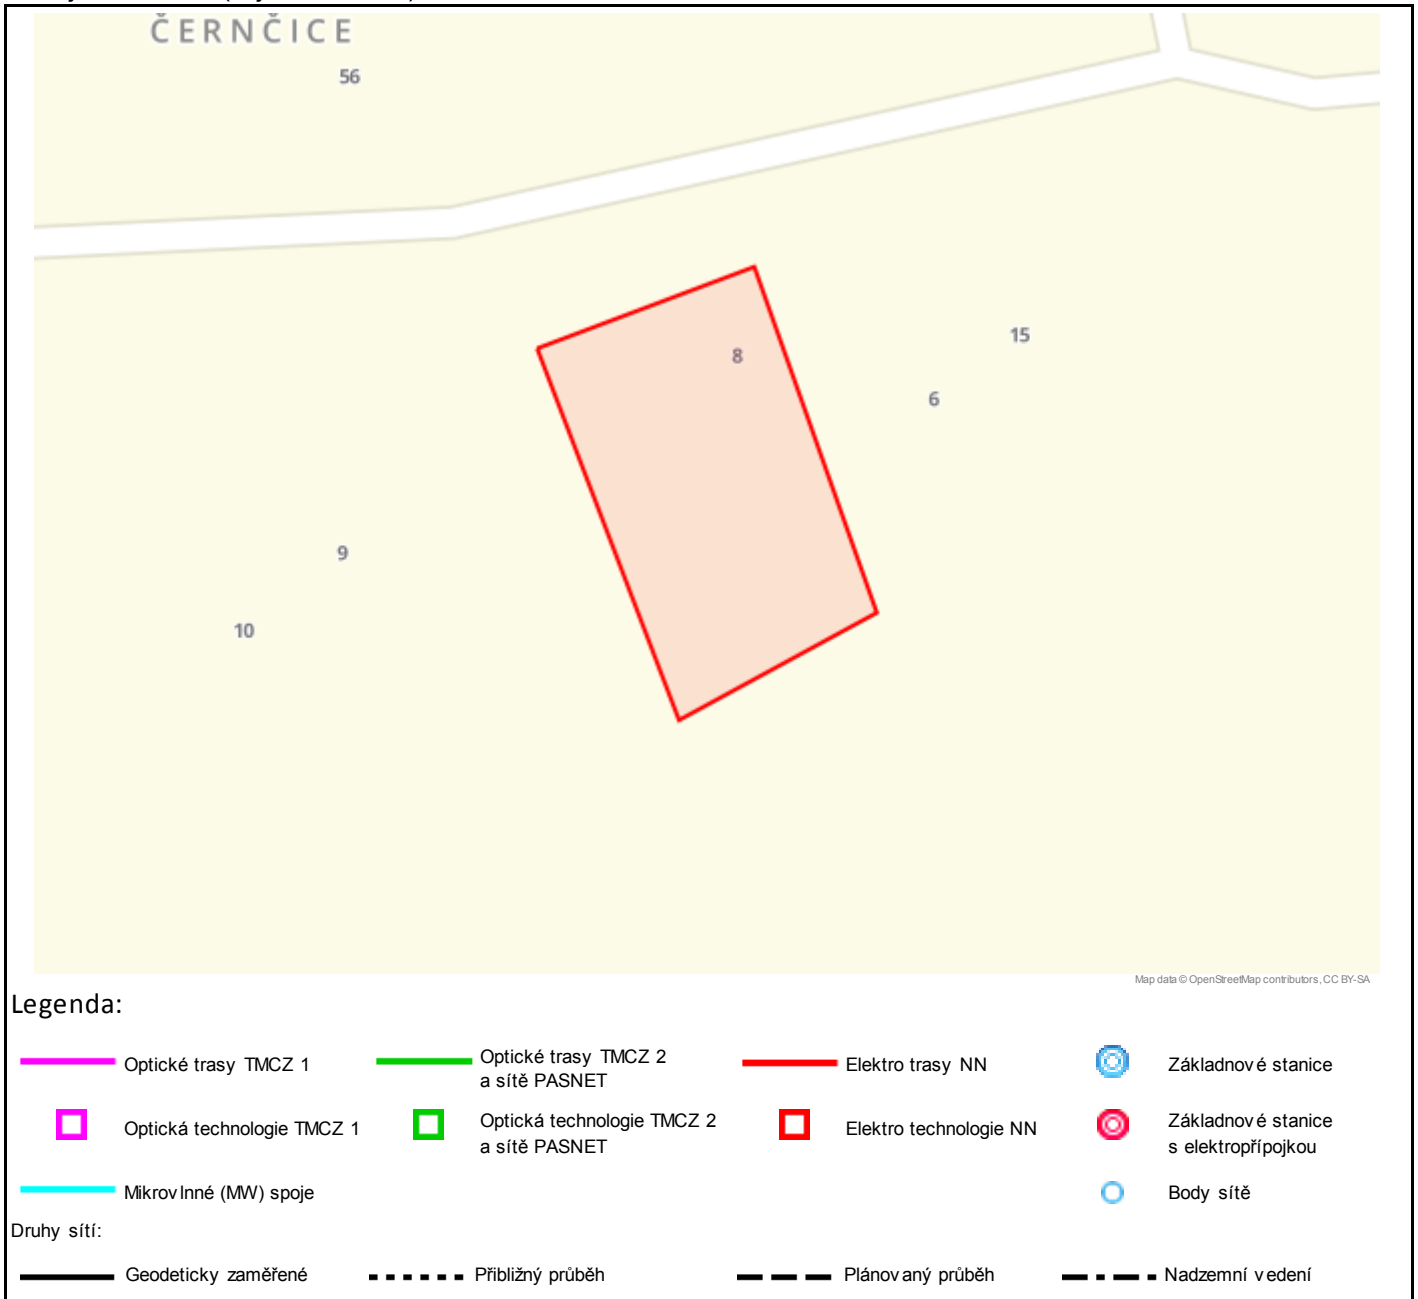 ČERNČICE
56
15
8
6
9
10
Map data © OpenStreetMap contributors, CC BY-SA
Legenda:
Optické trasy TMCZ 1
Optické trasy TMCZ 2
a sítě PASNET
Elektro trasy NN
Základnové stanice
Optická technologie TMCZ 1
Optická technologie TMCZ 2
a sítě PASNET
Elektro technologie NN
Základnové stanice
s elektropřípojkou
Mikrovlnné (MW) spoje
Body sítě
Druhy sítí:
Geodeticky zaměřené
Přibližný průběh
Plánovaný průběh
Nadzemní vedení